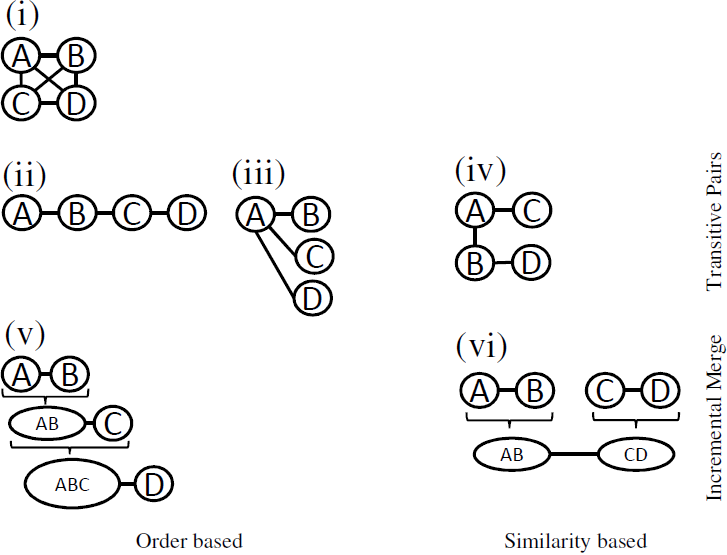 (i)
A B
C D
(ii) (iii) (iv)
A B C D
A B
C
D
A C
B D
Transitive Pairs
(v) (vi)
A B
AB C
ABC D
A B C D
AB CD
Incremental Merge
Order based Similarity based